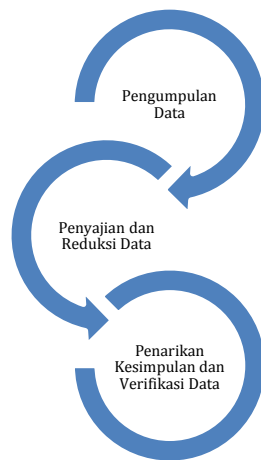 Pengumpulan
Data
Penyajian dan
Reduksi Data
Penarikan
Kesimpulan dan
Verifikasi Data